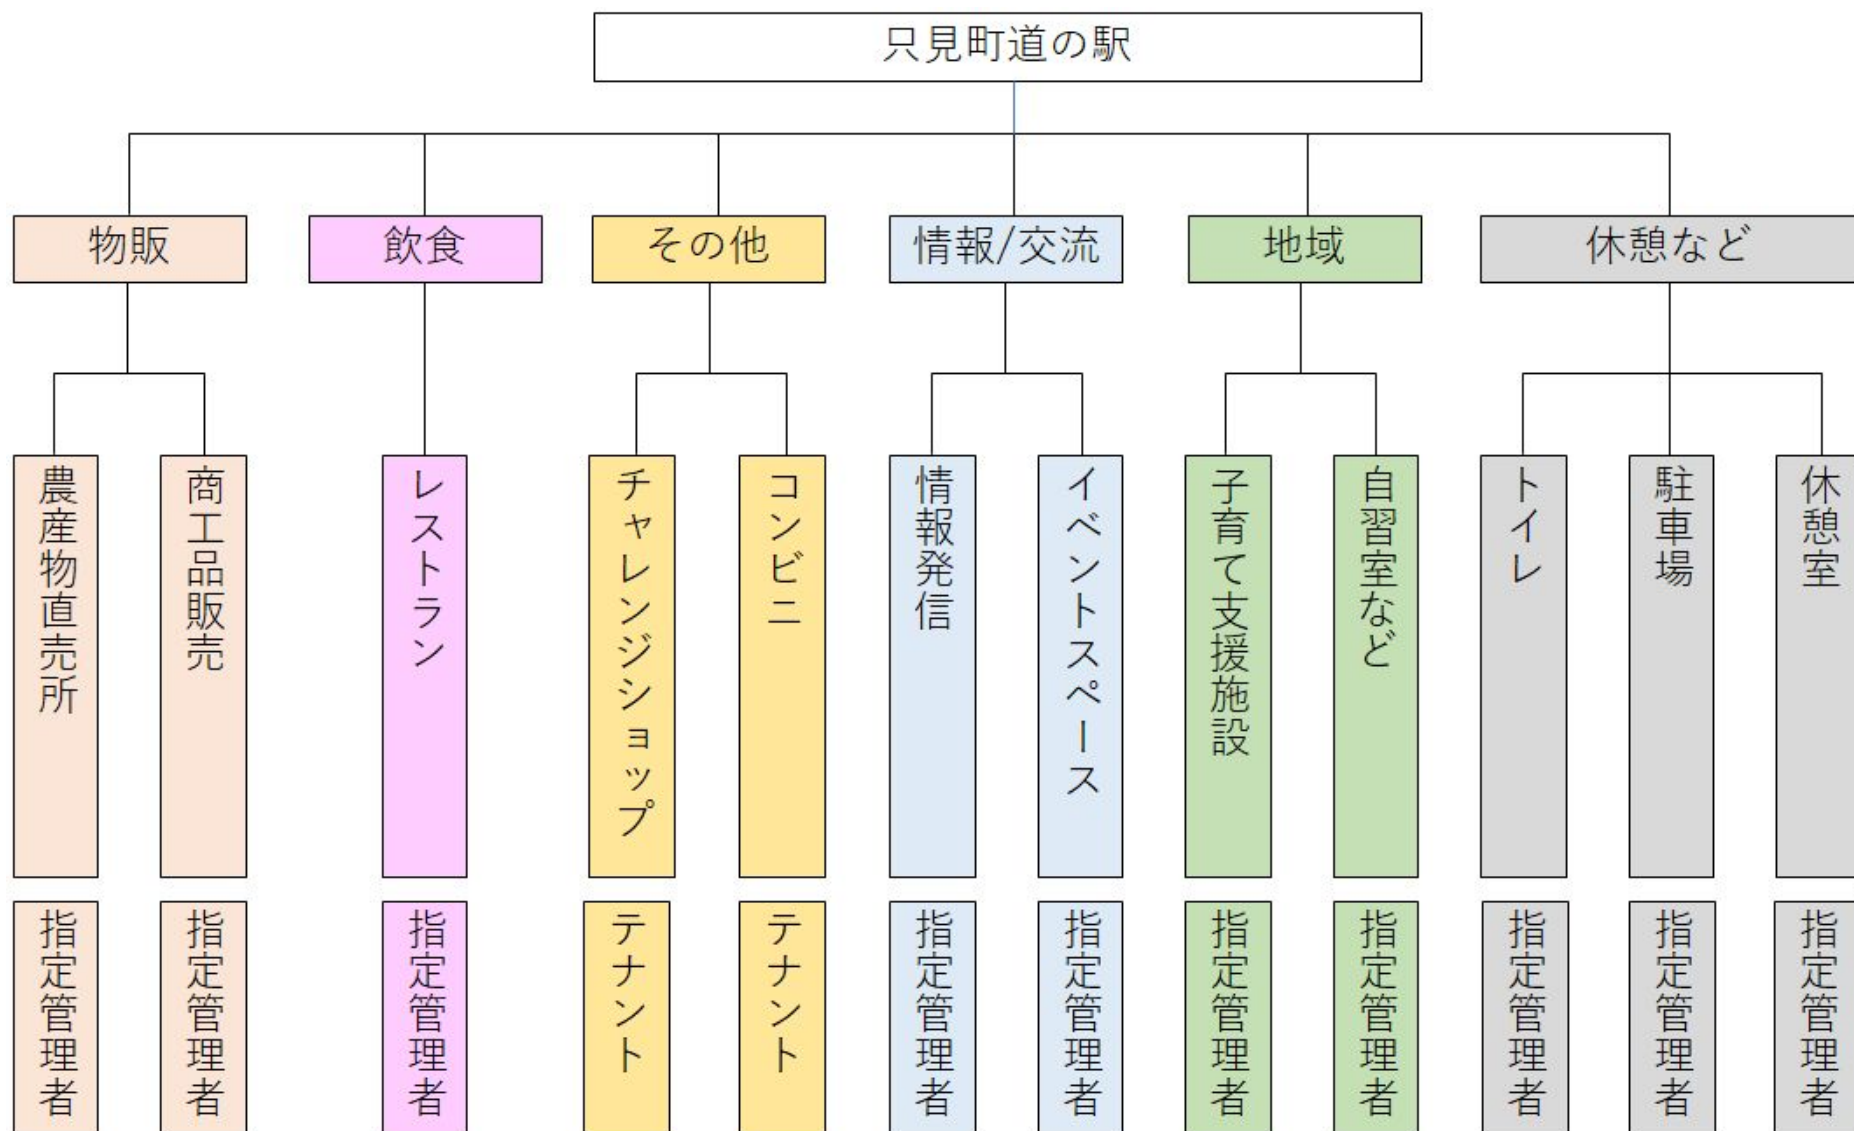 只見町道の駅
物販
飲食
その他
情報/交流
地域
休憩など
農産物直売所
商工品販売
レストラン
チャレンジショップ
コンビニ
情報発信
イベントスペース
子育て支援施設
自習室など
トイレ
駐車場
休憩室
指定管理者
指定管理者
指定管理者
テナント
テナント
指定管理者
指定管理者
指定管理者
指定管理者
指定管理者
指定管理者
指定管理者